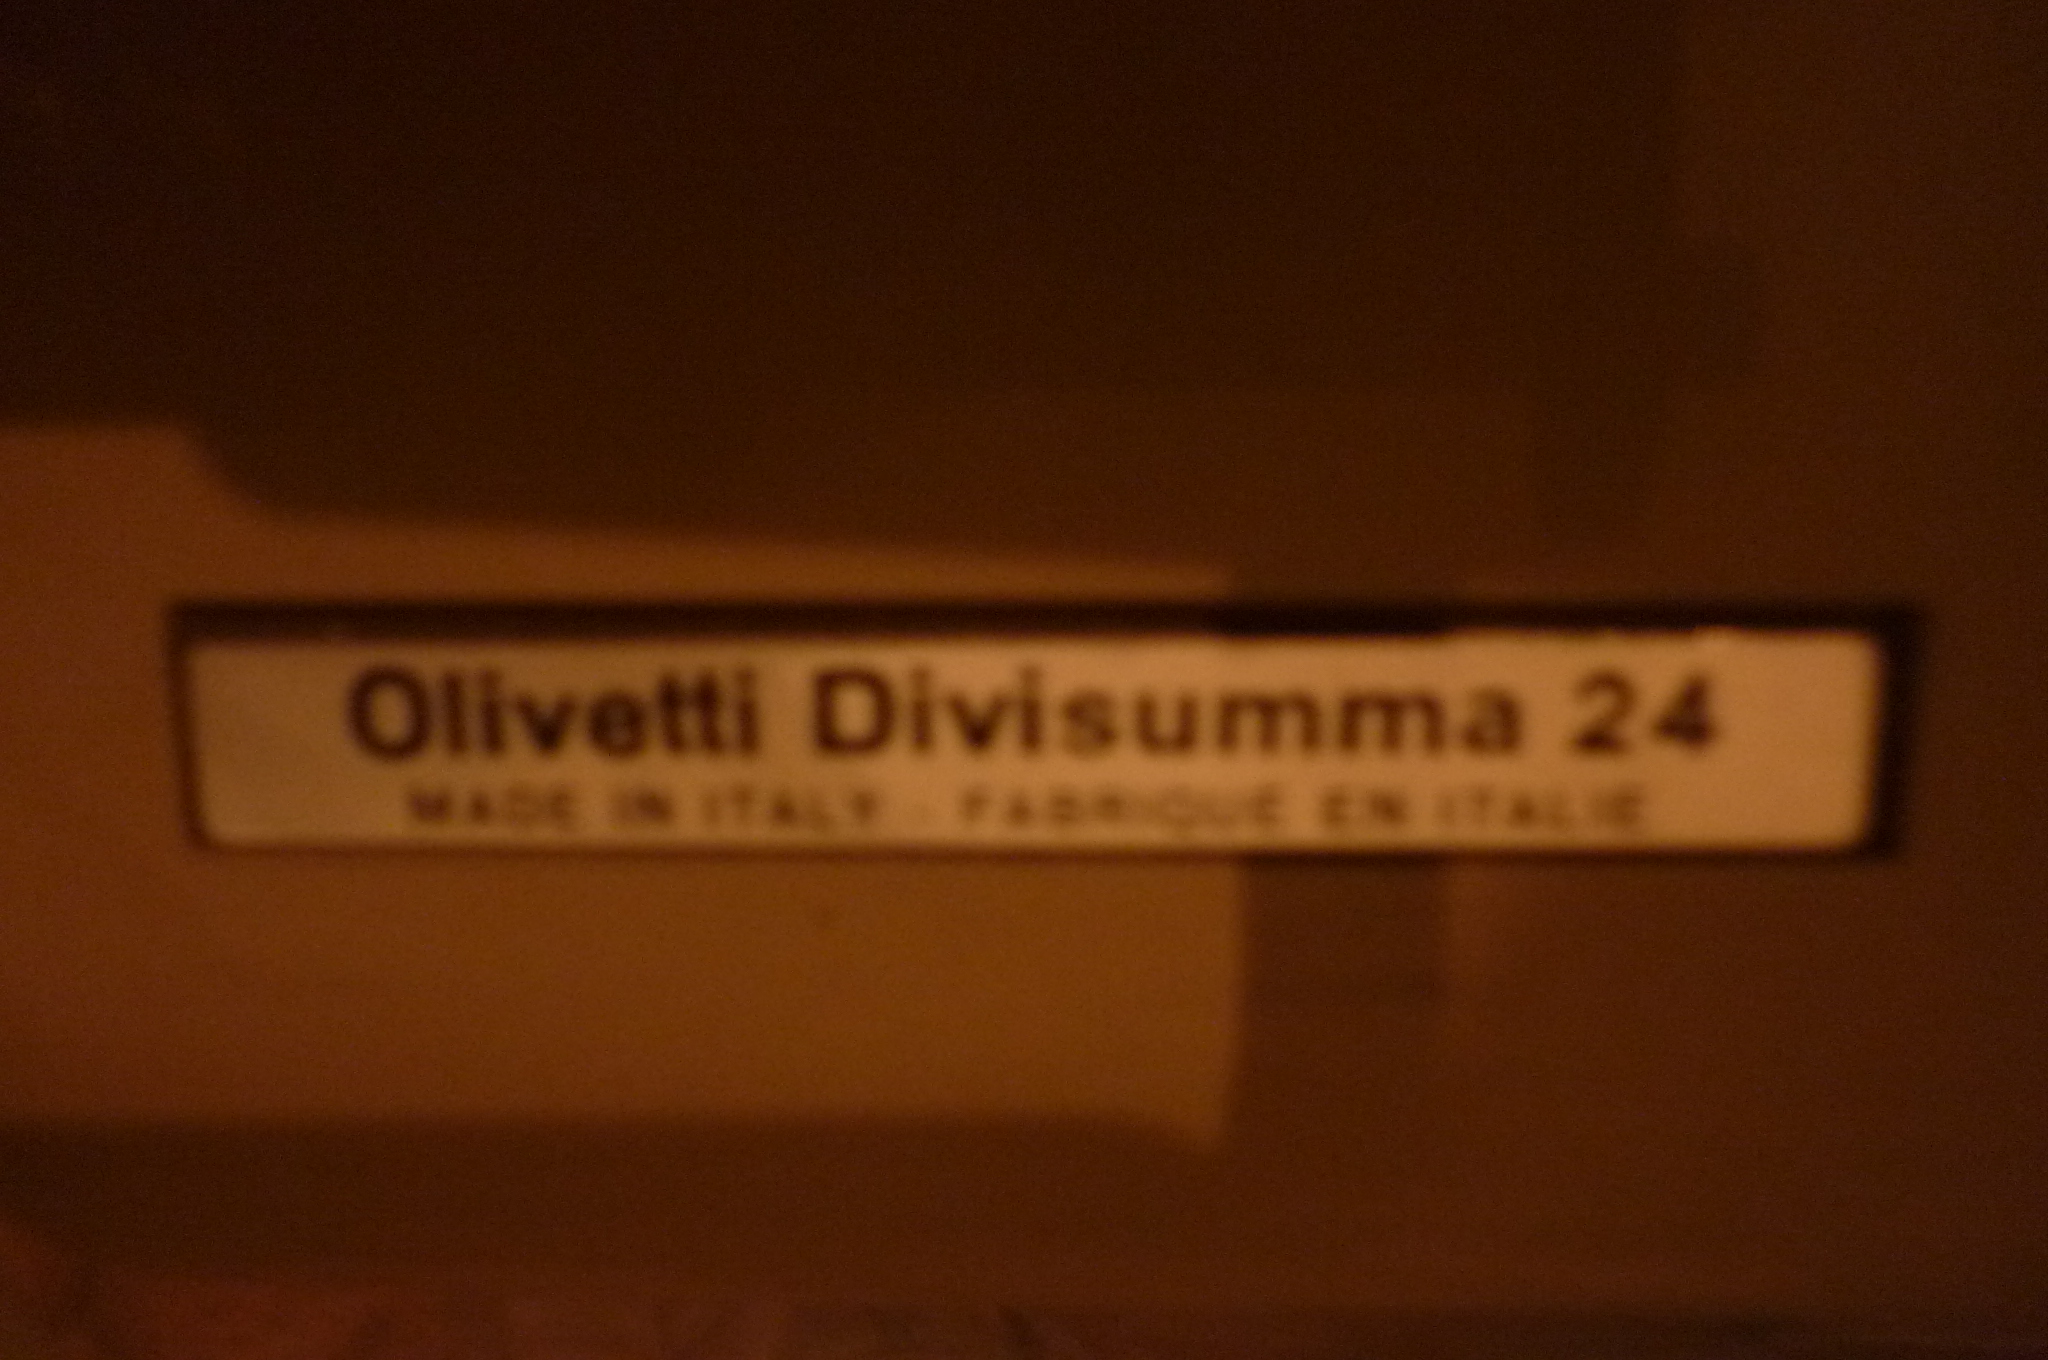 Olivetti Divisumma 24
MADE IN ITALY - FABRIQUE EN ITALIE